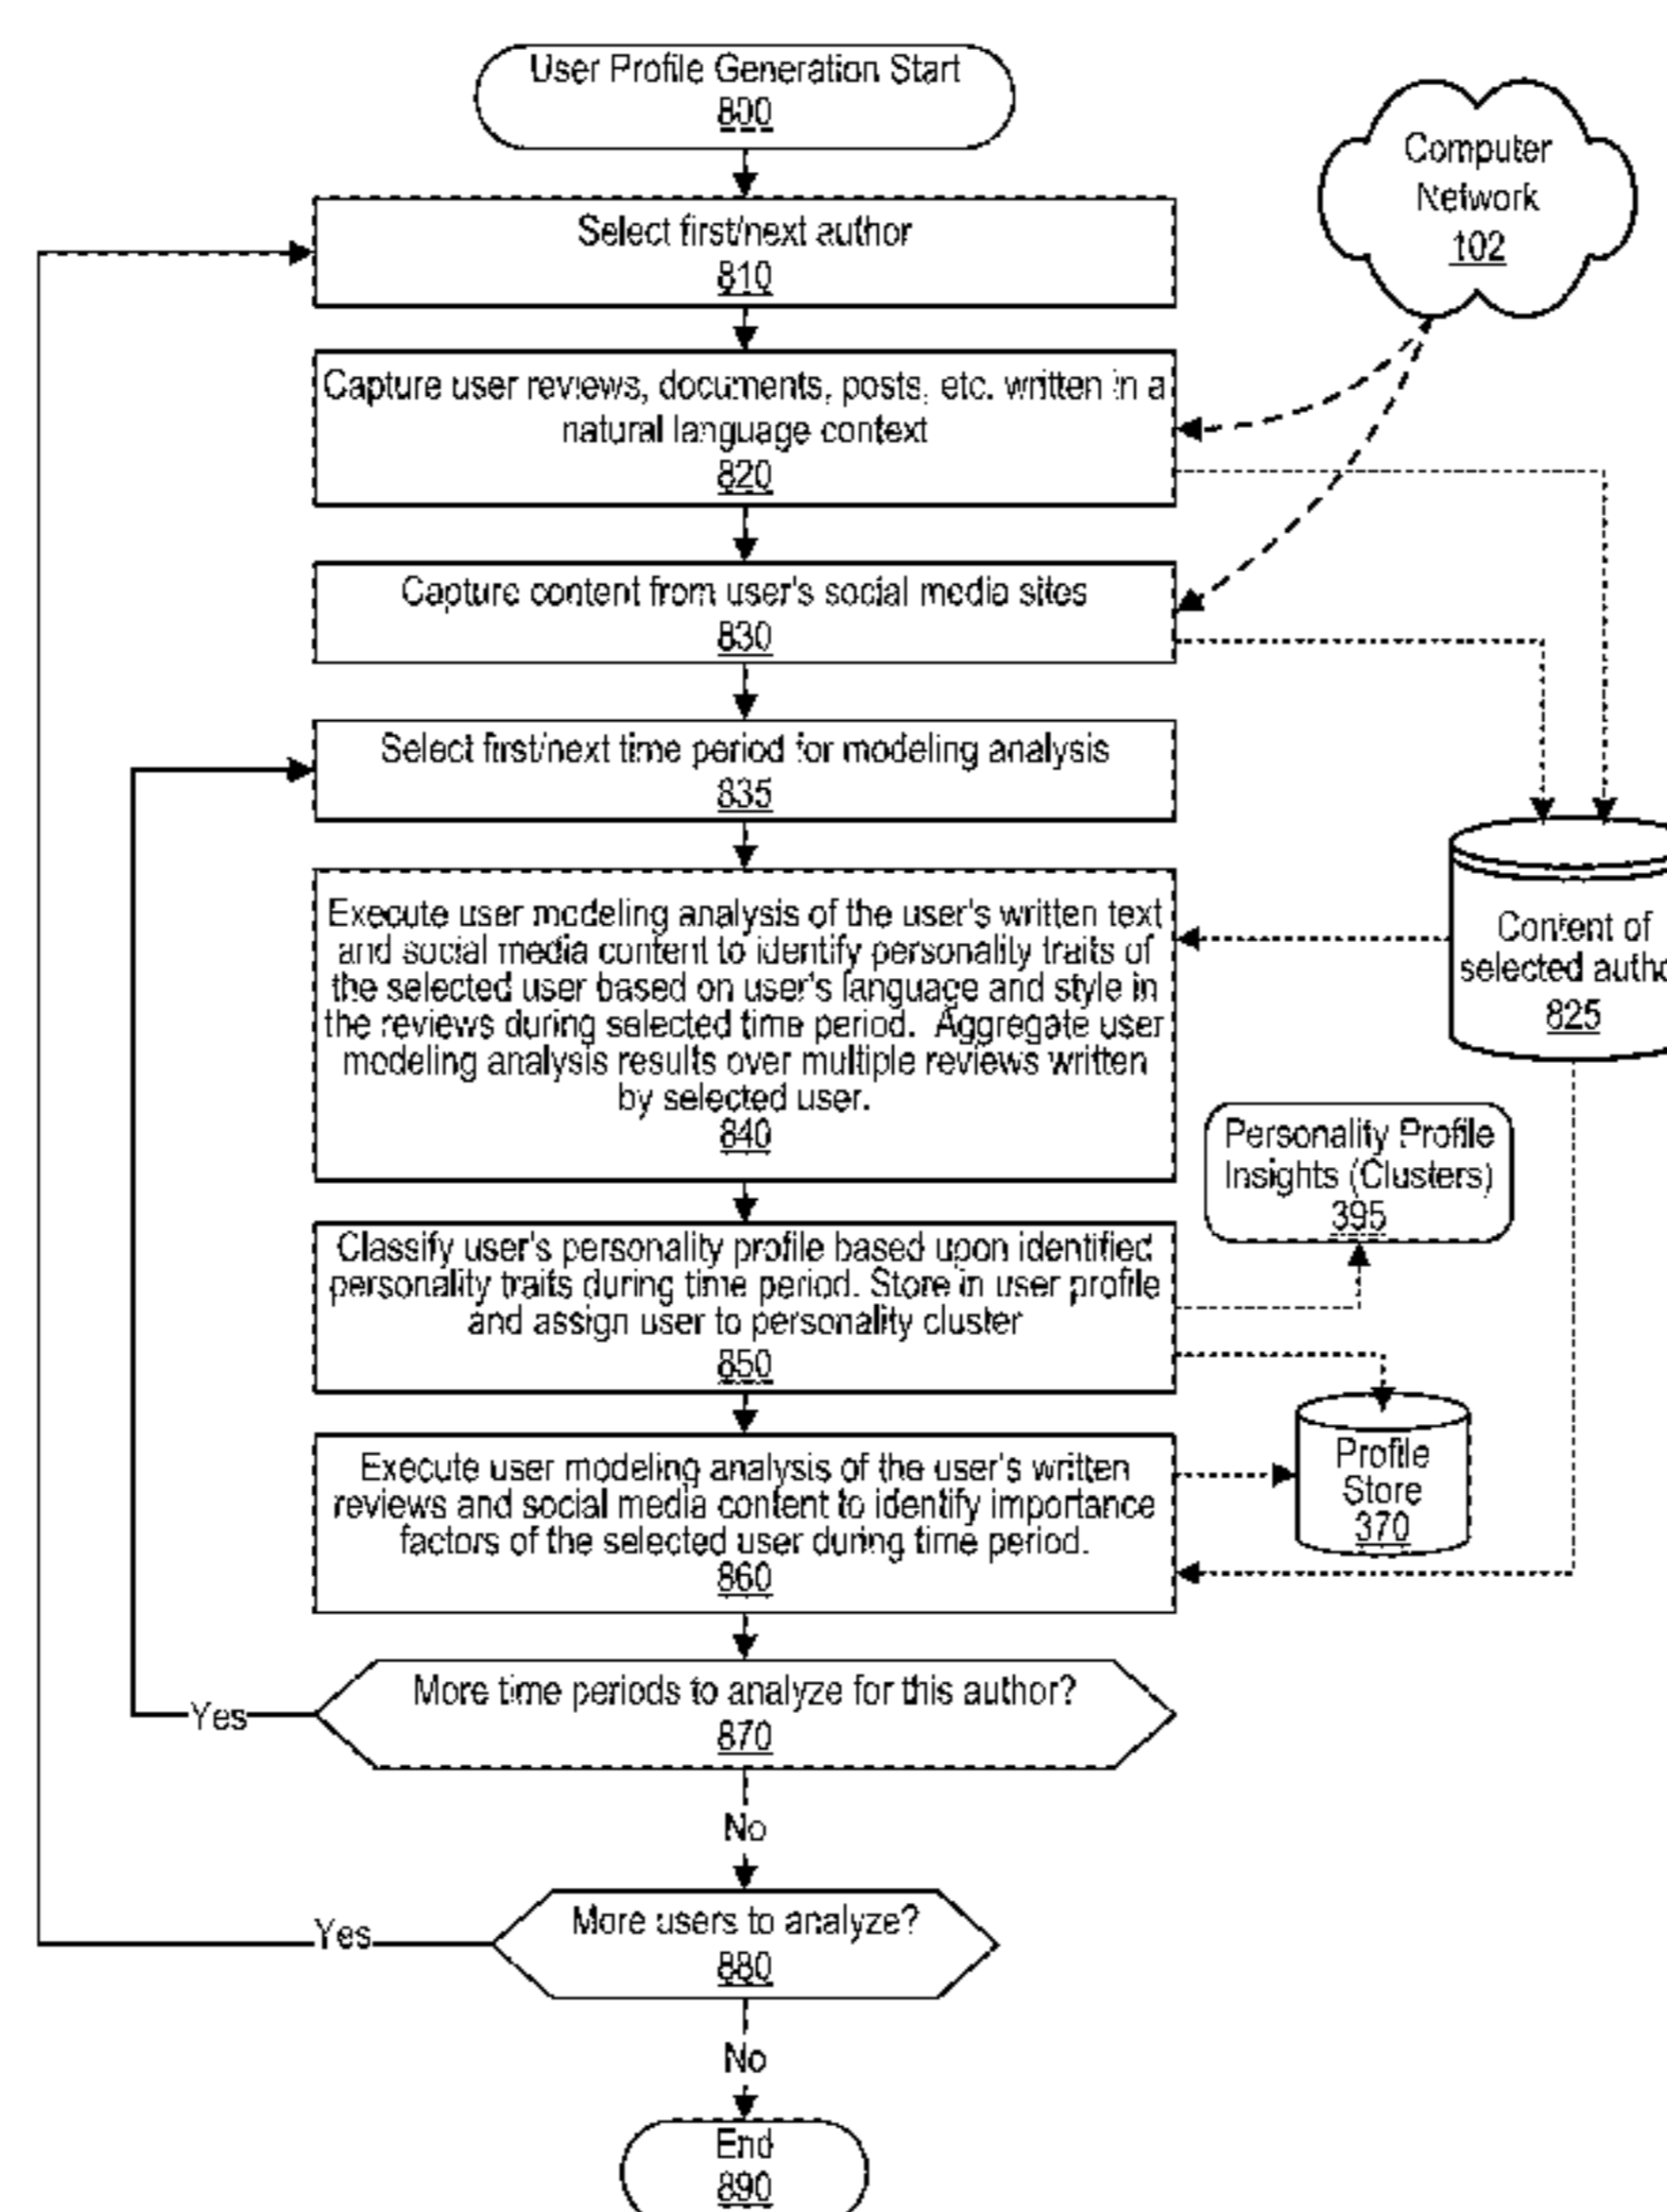 User Profile Generation Start
800
Computer
Network
102
Select first/next author
810
Capture user reviews, documents, posts, etc. written in a
natural language context
820
Capture content from user's social media sites
830
Select first/next time period for modeling analysis
835
Execute user modeling analysis of the user's written text
and social media content to identify personality traits of
the selected user based on user's language and style in
the reviews during selected time period. Aggregate user
modeling analysis results over multiple reviews written
by selected user.
840
Content of
selected
825
Personality Profile
Insights (Clusters)
395
Classify user's personality profile based upon identified
personality traits during time period. Store in user profile
and assign user to personality cluster
850
Profile
Store
370
Execute user modeling analysis of the user's written
reviews and social media content to identify importance
factors of the selected user during time period.
860
More time periods to analyze for this author?
870
Yes
No
More users to analyze?
880
Yes
No
End
890